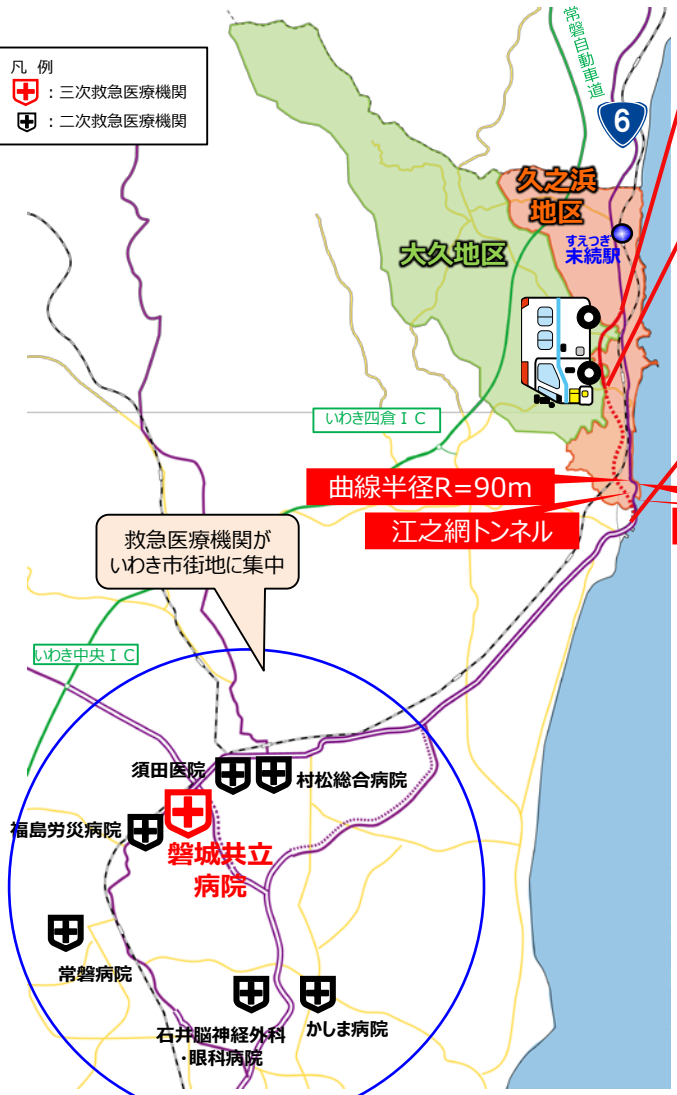 凡 例
：三次救急医療機関
：二次救急医療機関
常磐自動車道
6
久之浜
地区
すえつぎ
末続駅
大久地区
いわき四倉ＩＣ
曲線半径R=90m
江之網トンネル
救急医療機関が
いわき市街地に集中
いわき中央ＩＣ
須田医院
村松総合病院
福島労災病院
磐城共立
病院
常磐病院
石井脳神経外科
・眼科病院
かしま病院